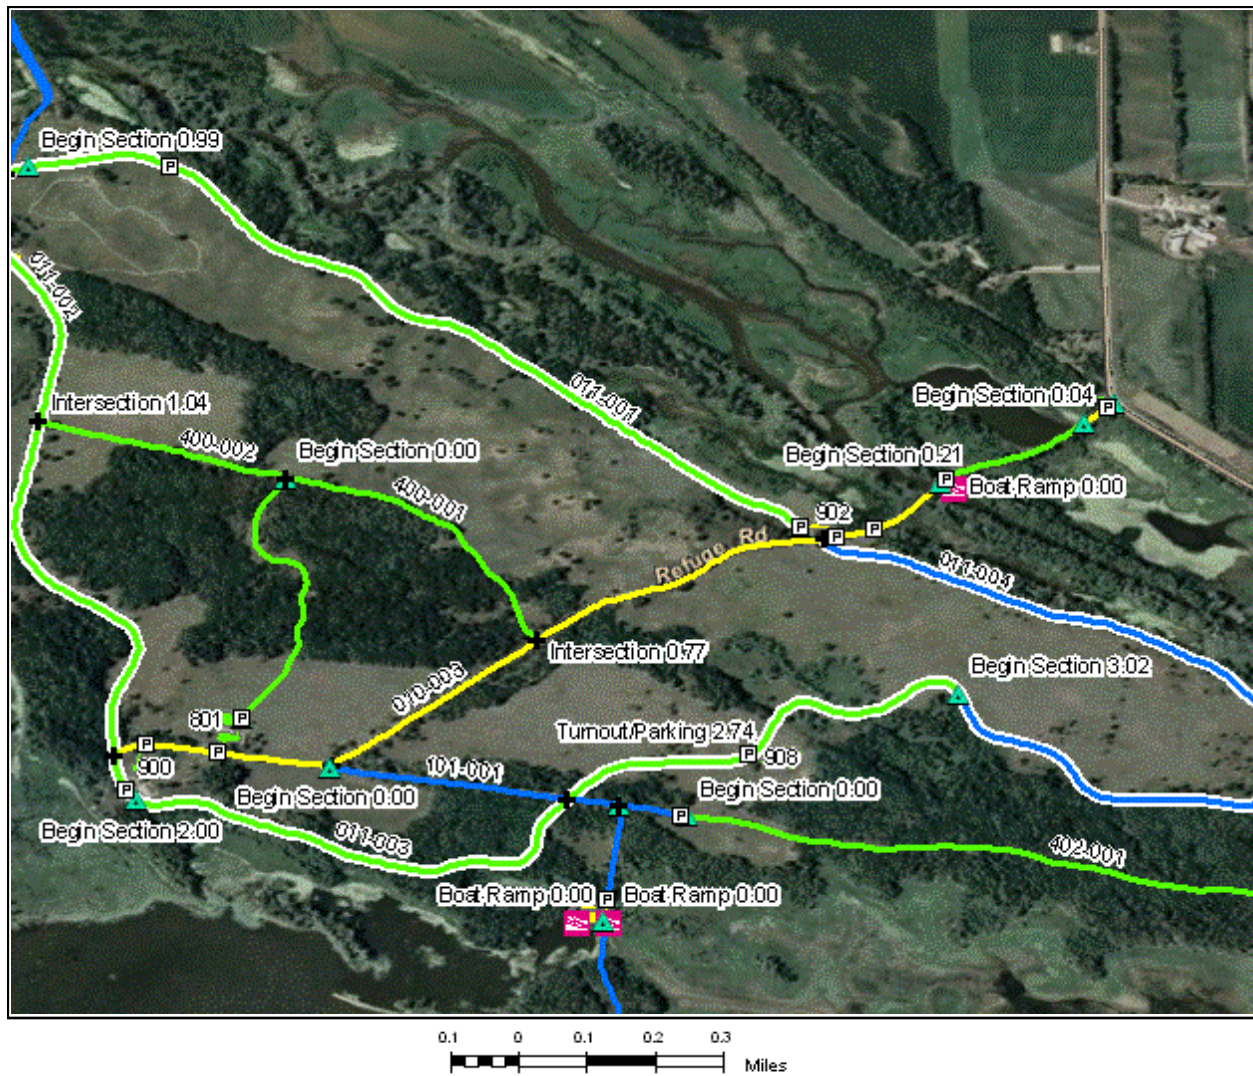 Begin Section 0.99
011-002
011-001
Begin Section 0.04
Intersection 1.04
400-002
Begin Section 0.00
400-001
Begin Section 0.21
Boat Ramp 0.00
902
Refuge Rd
011-004
Intersection 0.77
010-003
Begin Section 3.02
801
Turnout/Parking 2.74
908
900
101-001
Begin Section 0.00
Begin Section 0.00
Begin Section 2.00
011-003
402-001
Boat Ramp 0.00
Boat Ramp 0.00
P
P
P
P
P
P
P
P
P
P
P
P
P
P
0.1 0 0.1 0.2 0.3
Miles